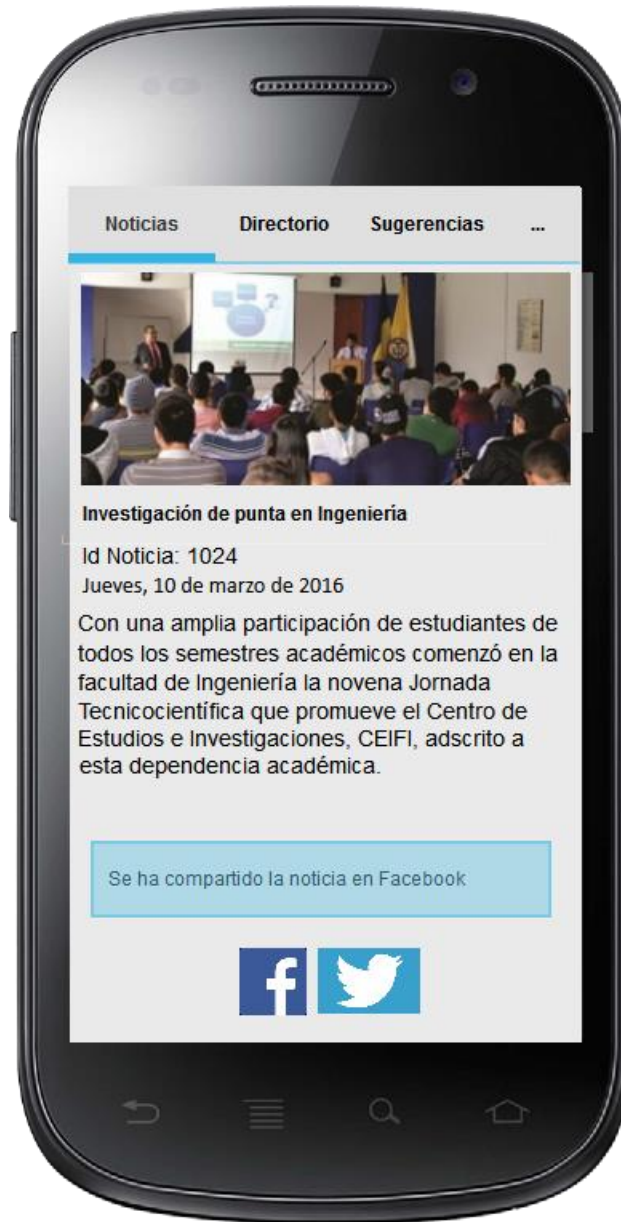 Noticias Directorio Sugerencias ...
Investigación de punta en Ingeniería
Id Noticia: 1024
Jueves, 10 de marzo de 2016
Con una amplia participación de estudiantes de
todos los semestres académicos comenzó en la
facultad de Ingeniería la novena Jornada
Tecnicocientífica que promueve el Centro de
Estudios e Investigaciones, CEIFI, adscrito a
esta dependencia académica.
Se ha compartido la noticia en Facebook